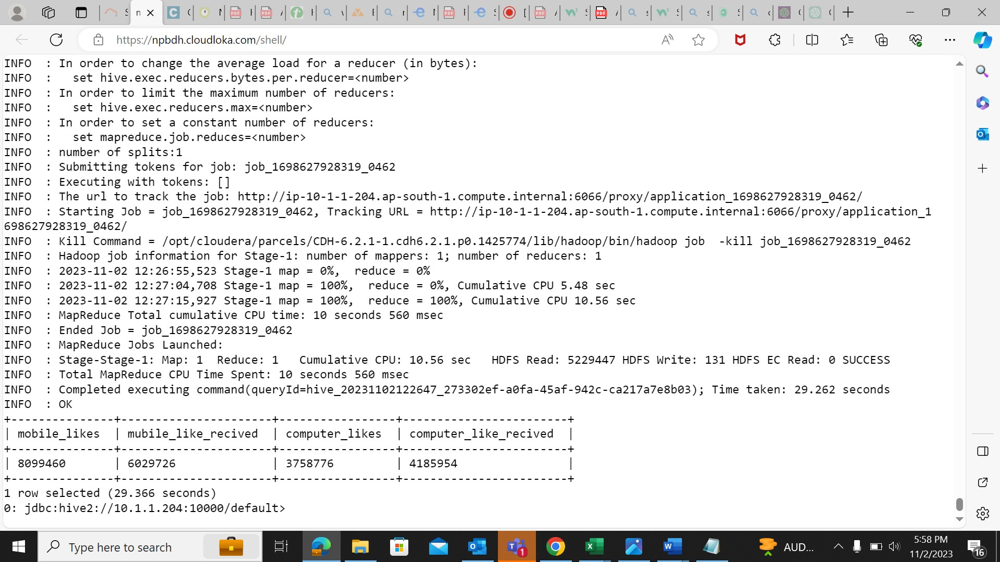 https://npbdh.cloudloka.com/shell/
INFO  : In order to change the average load for a reducer (in bytes):
INFO  :   set hive.exec.reducers.bytes.per.reducer=<number>
INFO  : In order to limit the maximum number of reducers:
INFO  :   set hive.exec.reducers.max=<number>
INFO  : In order to set a constant number of reducers:
INFO  :   set mapreduce.job.reduces=<number>
INFO  : number of splits:1
INFO  : Submitting tokens for job: job_1698627928319_0462
INFO  : Executing with tokens: []
INFO  : The url to track the job: http://ip-10-1-1-204.ap-south-1.compute.internal:6066/proxy/application_1698627928319_0462/
INFO  : Starting Job = job_1698627928319_0462, Tracking URL = http://ip-10-1-1-204.ap-south-1.compute.internal:6066/proxy/application_1
698627928319_0462/
INFO  : Kill Command = /opt/cloudera/parcels/CDH-6.2.1-1.cdh6.2.1.p0.1425774/lib/hadoop/bin/hadoop job  -kill job_1698627928319_0462
INFO  : Hadoop job information for Stage-1: number of mappers: 1; number of reducers: 1
INFO  : 2023-11-02 12:26:55,523 Stage-1 map = 0%,  reduce = 0%
INFO  : 2023-11-02 12:27:04,708 Stage-1 map = 100%,  reduce = 0%, Cumulative CPU 5.48 sec
INFO  : 2023-11-02 12:27:15,927 Stage-1 map = 100%,  reduce = 100%, Cumulative CPU 10.56 sec
INFO  : MapReduce Total cumulative CPU time: 10 seconds 560 msec
INFO  : Ended Job = job_1698627928319_0462
INFO  : MapReduce Jobs Launched:
INFO  : Stage-Stage-1: Map: 1  Reduce: 1   Cumulative CPU: 10.56 sec   HDFS Read: 5229447 HDFS Write: 131 HDFS EC Read: 0 SUCCESS
INFO  : Total MapReduce CPU Time Spent: 10 seconds 560 msec
INFO  : Completed executing command(queryId=hive_20231102122647_273302ef-a0fa-45af-942c-ca217a7e8b03); Time taken: 29.262 seconds
INFO  : OK
+---------------+----------------------+-----------------+------------------------+
| mobile_likes  | mubile_like_recived  | computer_likes  | computer_like_recived  |
+---------------+----------------------+-----------------+------------------------+
| 8099460       | 6029726              | 3758776         | 4185954                |
+---------------+----------------------+-----------------+------------------------+
1 row selected (29.366 seconds)
0: jdbc:hive2://10.1.1.204:10000/default>
Type here to search
AUD...
5:58 PM
11/2/2023
16